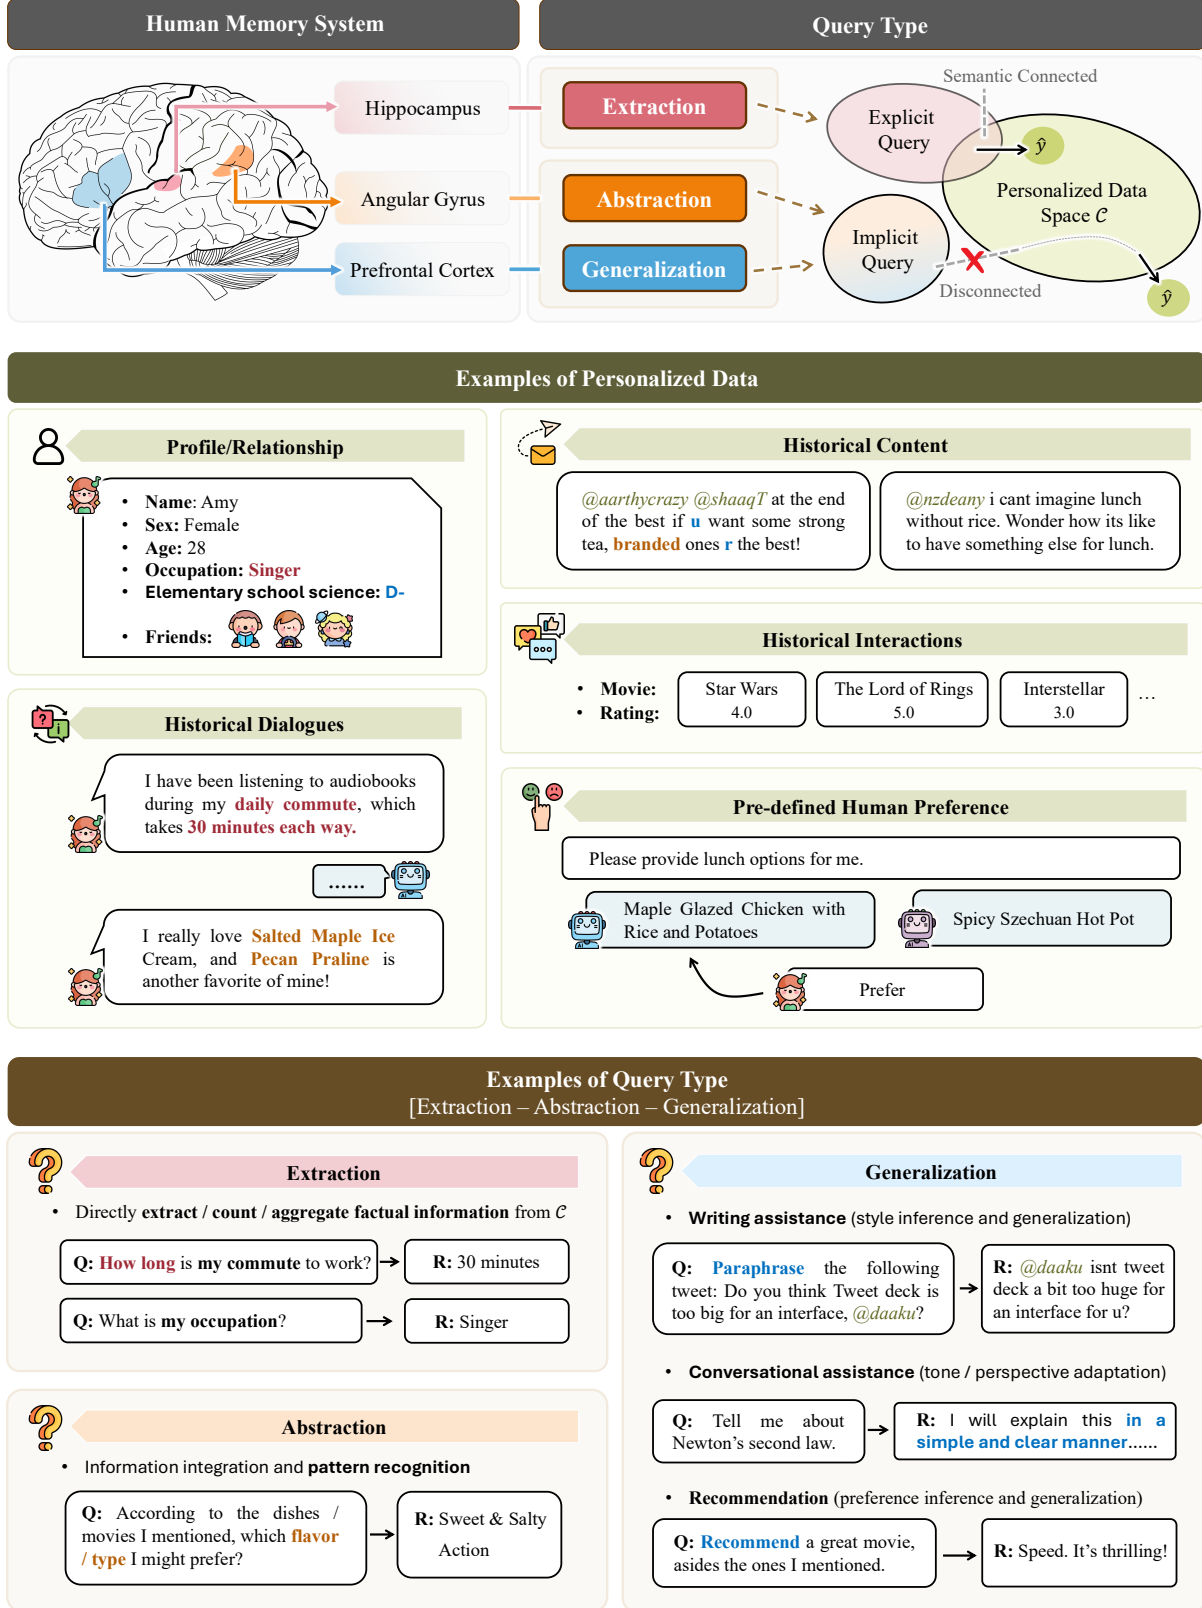 Human Memory System
Query Type
Hippocampus
Angular Gyrus
Prefrontal Cortex
Extraction
Abstraction
Generalization
Semantic Connected
Explicit
Query
ŷ
Personalized Data
Space 𝒞
Implicit
Query
Disconnected
ŷ
Examples of Personalized Data
Profile/Relationship
• Name: Amy
• Sex: Female
• Age: 28
• Occupation: Singer
• Elementary school science: D-
• Friends:
Historical Dialogues
I have been listening to audiobooks
during my daily commute, which
takes 30 minutes each way.
......
I really love Salted Maple Ice
Cream, and Pecan Praline is
another favorite of mine!
Historical Content
@aarthycrazy @shaaqT at the end
of the best if u want some strong
tea, branded ones r the best!
@nzdeany i cant imagine lunch
without rice. Wonder how its like
to have something else for lunch.
Historical Interactions
• Movie:
• Rating:
Star Wars
4.0
The Lord of Rings
5.0
Interstellar
3.0
...
Pre-defined Human Preference
Please provide lunch options for me.
Maple Glazed Chicken with
Rice and Potatoes
Spicy Szechuan Hot Pot
Prefer
Examples of Query Type
[Extraction – Abstraction – Generalization]
Extraction
• Directly extract / count / aggregate factual information from 𝒞
Q: How long is my commute to work?
R: 30 minutes
Q: What is my occupation?
R: Singer
Abstraction
• Information integration and pattern recognition
Q: According to the dishes /
movies I mentioned, which flavor
/ type I might prefer?
R: Sweet & Salty
Action
Generalization
• Writing assistance (style inference and generalization)
Q: Paraphrase the following
tweet: Do you think Tweet deck is
too big for an interface, @daaku?
R: @daaku isnt tweet
deck a bit too huge for
an interface for u?
• Conversational assistance (tone / perspective adaptation)
Q: Tell me about
Newton's second law.
R: I will explain this in a
simple and clear manner......
• Recommendation (preference inference and generalization)
Q: Recommend a great movie,
asides the ones I mentioned.
R: Speed. It's thrilling!